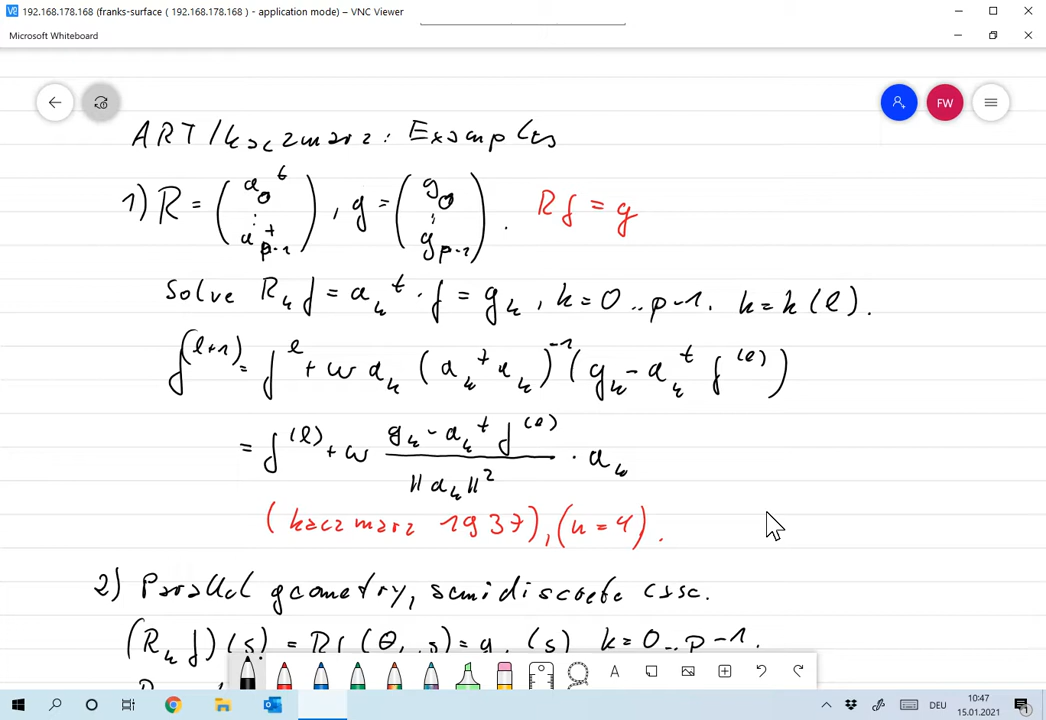 192.168.178.168 (franks-surface ( 192.168.178.168 ) - application mode) – VNC Viewer
Microsoft Whiteboard
FW
ART/Kaczmarz: Examples
1) R = (a_0^t ⋮ a_{p-1}^t), g = (g_0 ⋮ g_{p-1}). Rf = g
Solve R_k f = a_k^t · f = g_k, k=0..p-1. k=k(l).
f^{(l+1)} = f^l + ω a_k (a_k^t a_k)^{-1} (g_k - a_k^t f^{(l)})
= f^{(l)} + ω (g_k - a_k^t f^{(l)}) / ||a_k||^2 · a_k
(Kaczmarz 1937), (n=4).
2) Parallel geometry, semidiscrete case.
(R_k f)(s) = Rf(θ, s) = g (s) k=0..p-1.
A
DEU
10:47
15.01.2021
1